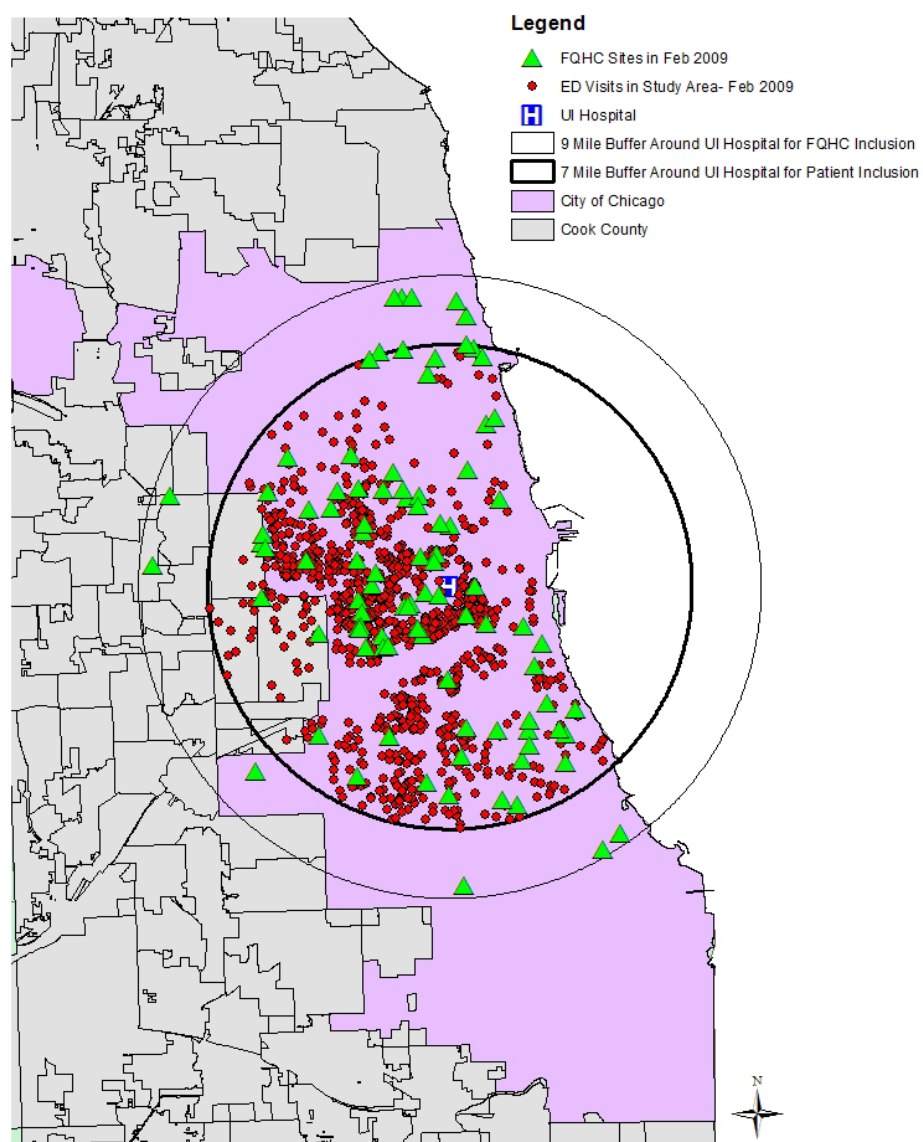 Legend
FQHC Sites in Feb 2009
ED Visits in Study Area- Feb 2009
H UI Hospital
9 Mile Buffer Around UI Hospital for FQHC Inclusion
7 Mile Buffer Around UI Hospital for Patient Inclusion
City of Chicago
Cook County
H
N